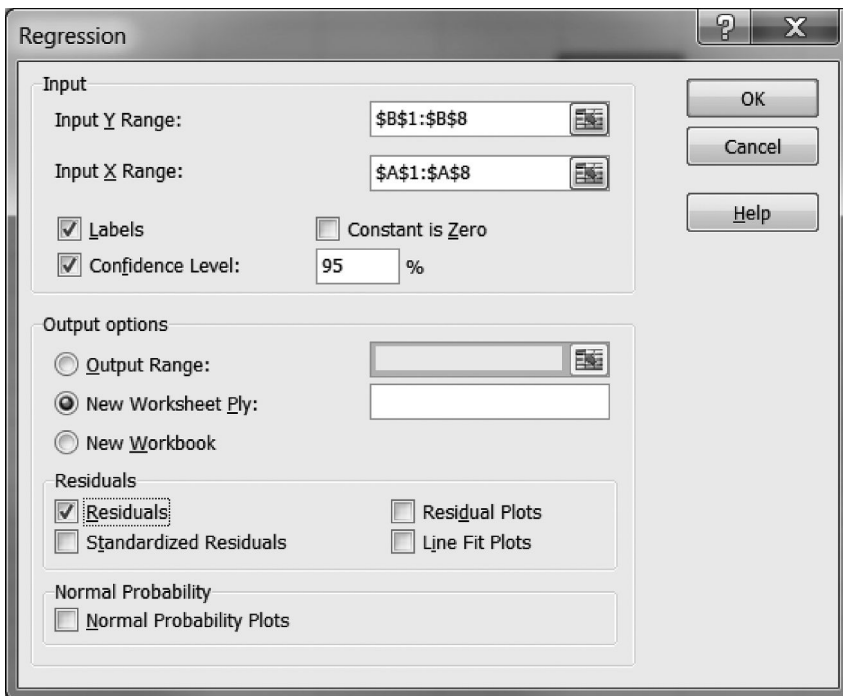 Regression
? X
Input
Input Y Range: $B$1:$B$8
Input X Range: $A$1:$A$8
Labels Constant is Zero
Confidence Level: 95 %
OK
Cancel
Help
Output options
Output Range:
New Worksheet Ply:
New Workbook
Residuals
Residuals Residual Plots
Standardized Residuals Line Fit Plots
Normal Probability
Normal Probability Plots